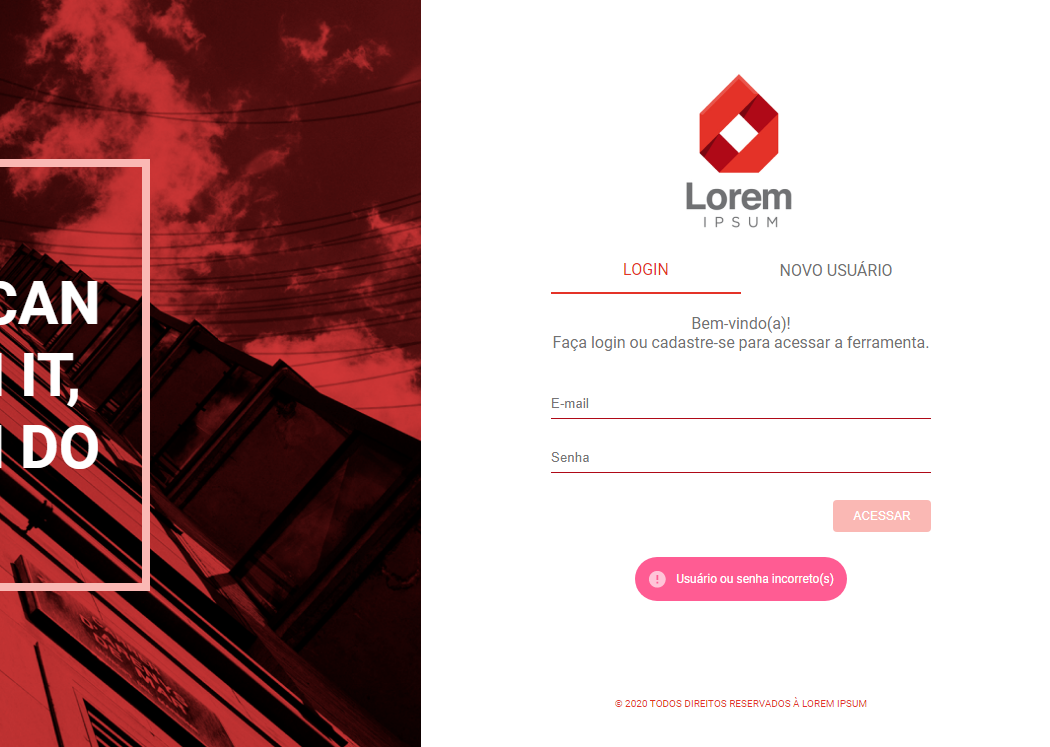 CAN
IT,
DO
Lorem
IPSUM
LOGIN
NOVO USUÁRIO
Bem-vindo(a)!
Faça login ou cadastre-se para acessar a ferramenta.
E-mail
Senha
ACESSAR
Usuário ou senha incorreto(s)
© 2020 TODOS DIREITOS RESERVADOS À LOREM IPSUM